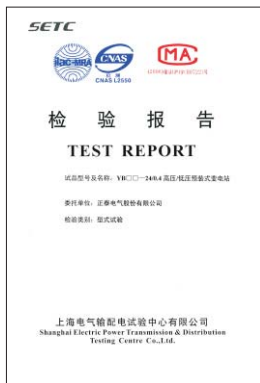 SETC
ilac-MRA
CNAS
CNAS L2550
MA
检 验 报 告
TEST REPORT
试品型号及名称：YB□□—24/0.4 高压/低压预装式变电站
委托单位：正泰电气股份有限公司
检验类别：型式试验
上海电气输配电试验中心有限公司
Shanghai Electric Power Transmission & Distribution
Testing Centre Co.,Ltd.